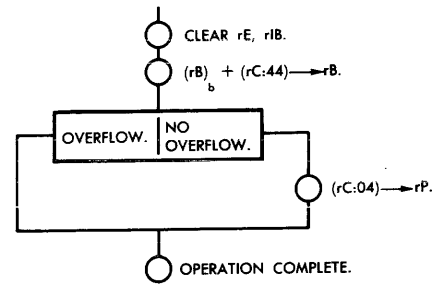 CLEAR rE, rIB.
(rB)b + (rC:44)→rB.
OVERFLOW. NO OVERFLOW.
(rC:04)→rP.
OPERATION COMPLETE.